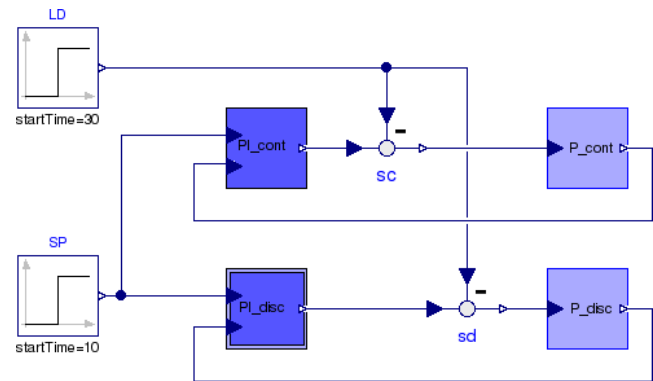 LD
startTime=30
PI_cont
sc
P_cont
SP
startTime=10
PI_disc
sd
P_disc